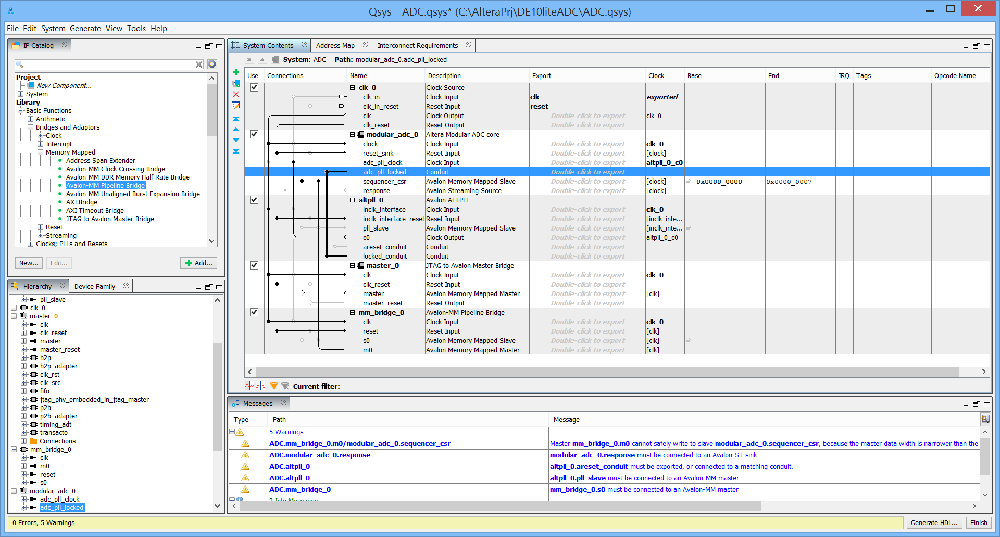 Qsys - ADC.qsys* (C:\AlteraPrj\DE10liteADC\ADC.qsys)
File Edit System Generate View Tools Help
IP Catalog
Project
New Component...
System
Library
Basic Functions
Arithmetic
Bridges and Adaptors
Clock
Interrupt
Memory Mapped
Address Span Extender
Avalon-MM Clock Crossing Bridge
Avalon-MM DDR Memory Half Rate Bridge
Avalon-MM Pipeline Bridge
Avalon-MM Unaligned Burst Expansion Bridge
AXI Bridge
AXI Timeout Bridge
JTAG to Avalon Master Bridge
Reset
Streaming
Clocks; PLLs and Resets
New... Edit... Add...
Hierarchy Device Family
pll_slave
clk_0
master_0
clk
clk_reset
master
master_reset
b2p
b2p_adapter
clk_rst
clk_src
fifo
jtag_phy_embedded_in_jtag_master
p2b
p2b_adapter
timing_adt
transacto
Connections
mm_bridge_0
clk
m0
reset
s0
modular_adc_0
adc_pll_clock
adc_pll_locked
System Contents Address Map Interconnect Requirements
System: ADC Path: modular_adc_0.adc_pll_locked
Use Connections Name Description Export Clock Base End IRQ Tags Opcode Name
clk_0 Clock Source
clk_in Clock Input clk exported
clk_in_reset Reset Input reset
clk Clock Output Double-click to export clk_0
clk_reset Reset Output Double-click to export
modular_adc_0 Altera Modular ADC core
clock Clock Input Double-click to export clk_0
reset_sink Reset Input Double-click to export [clock]
adc_pll_clock Clock Input Double-click to export altpll_0_c0
adc_pll_locked Conduit Double-click to export
sequencer_csr Avalon Memory Mapped Slave Double-click to export [clock] 0x0000_0000 0x0000_0007
response Avalon Streaming Source Double-click to export [clock]
altpll_0 Avalon ALTPLL
inclk_interface Clock Input Double-click to export clk_0
inclk_interface_reset Reset Input Double-click to export [inclk_inte...
pll_slave Avalon Memory Mapped Slave Double-click to export [inclk_inte...
c0 Clock Output Double-click to export altpll_0_c0
areset_conduit Conduit Double-click to export
locked_conduit Conduit Double-click to export
master_0 JTAG to Avalon Master Bridge
clk Clock Input Double-click to export clk_0
clk_reset Reset Input Double-click to export
master Avalon Memory Mapped Master Double-click to export [clk]
master_reset Reset Output Double-click to export
mm_bridge_0 Avalon-MM Pipeline Bridge
clk Clock Input Double-click to export clk_0
reset Reset Input Double-click to export [clk]
s0 Avalon Memory Mapped Slave Double-click to export [clk]
m0 Avalon Memory Mapped Master Double-click to export [clk]
Current filter:
Messages
Type Path Message
5 Warnings
ADC.mm_bridge_0.m0/modular_adc_0.sequencer_csr Master mm_bridge_0.m0 cannot safely write to slave modular_adc_0.sequencer_csr, because the master data width is narrower than the
ADC.modular_adc_0.response modular_adc_0.response must be connected to an Avalon-ST sink
ADC.altpll_0 altpll_0.areset_conduit must be exported, or connected to a matching conduit.
ADC.altpll_0 altpll_0.pll_slave must be connected to an Avalon-MM master
ADC.mm_bridge_0 mm_bridge_0.s0 must be connected to an Avalon-MM master
Info Messages
0 Errors, 5 Warnings Generate HDL... Finish